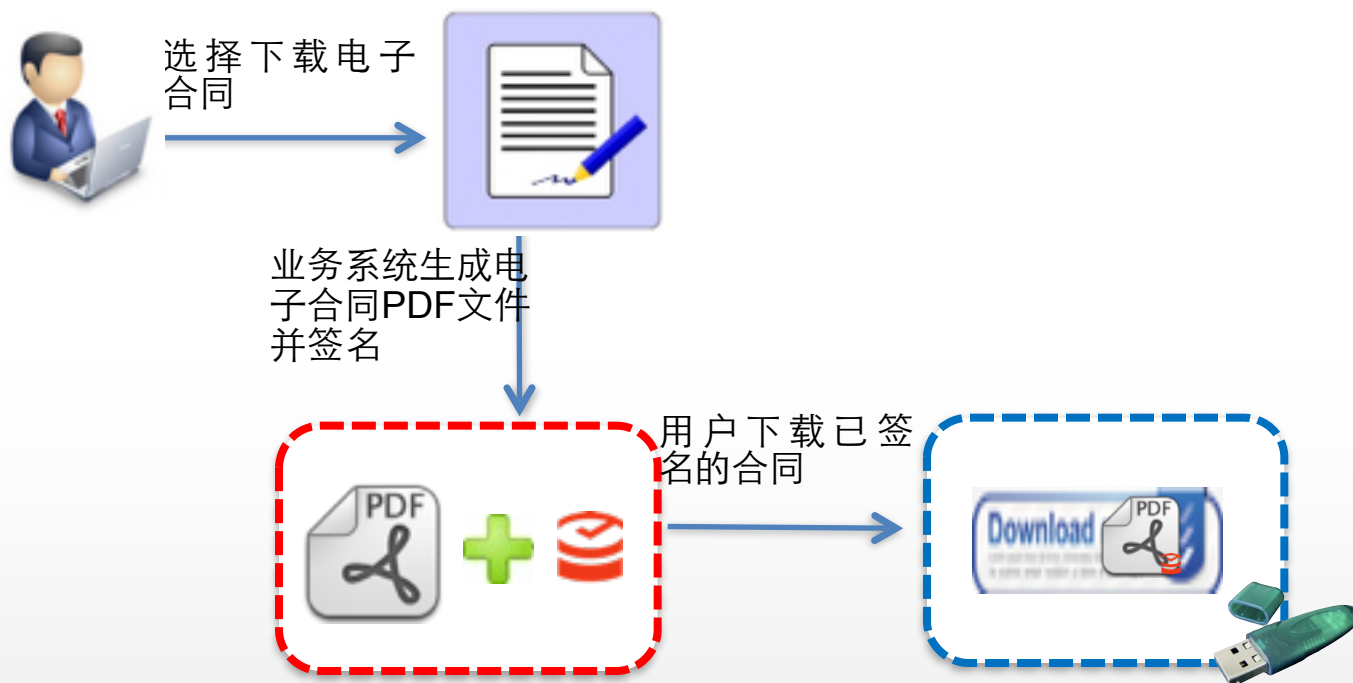 选择下载电子
合同
业务系统生成电
子合同PDF文件
并签名
用户下载已签
名的合同
PDF
Download
PDF